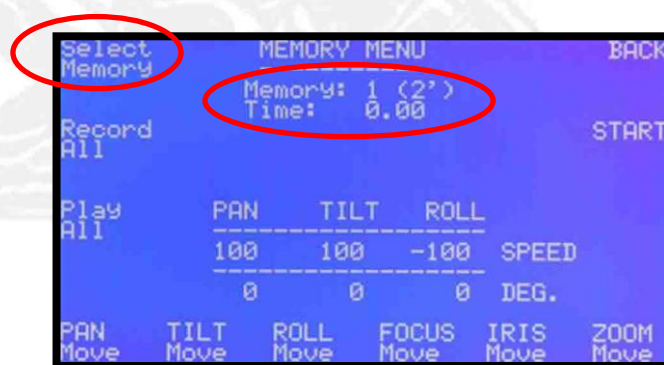 Select MEMORY MENU BACK
Memory
Memory: 1 (2')
Time: 0.00
Record START
All
Play PAN TILT ROLL
All
100 100 -100 SPEED
0 0 0 DEG.
PAN TILT ROLL FOCUS IRIS ZOOM
Move Move Move Move Move Move